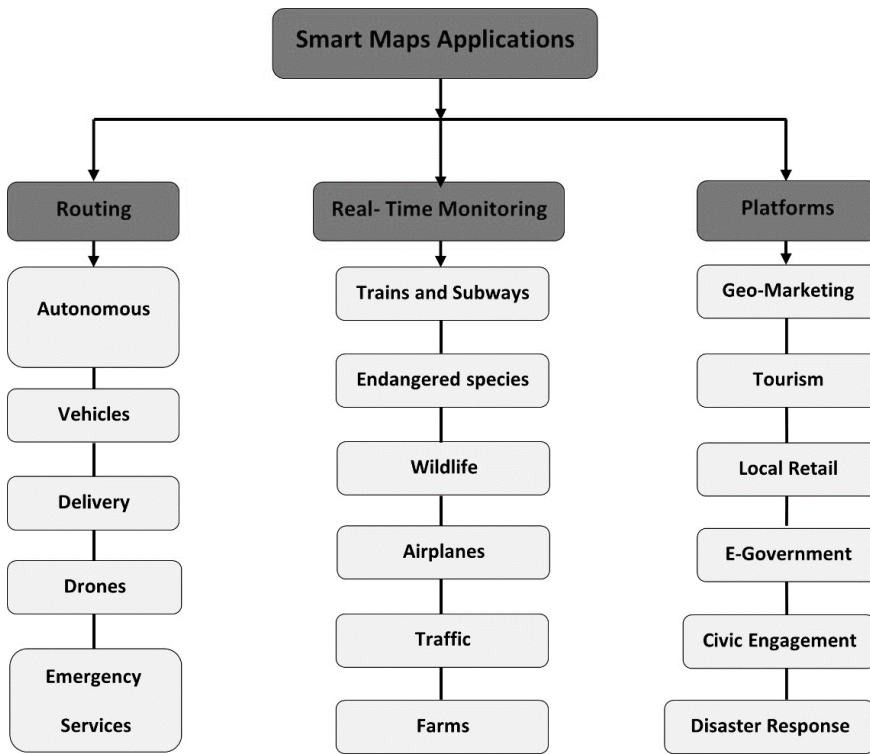 Smart Maps Applications
Routing
Real- Time Monitoring
Platforms
Autonomous
Vehicles
Delivery
Drones
Emergency
Services
Trains and Subways
Endangered species
Wildlife
Airplanes
Traffic
Farms
Geo-Marketing
Tourism
Local Retail
E-Government
Civic Engagement
Disaster Response